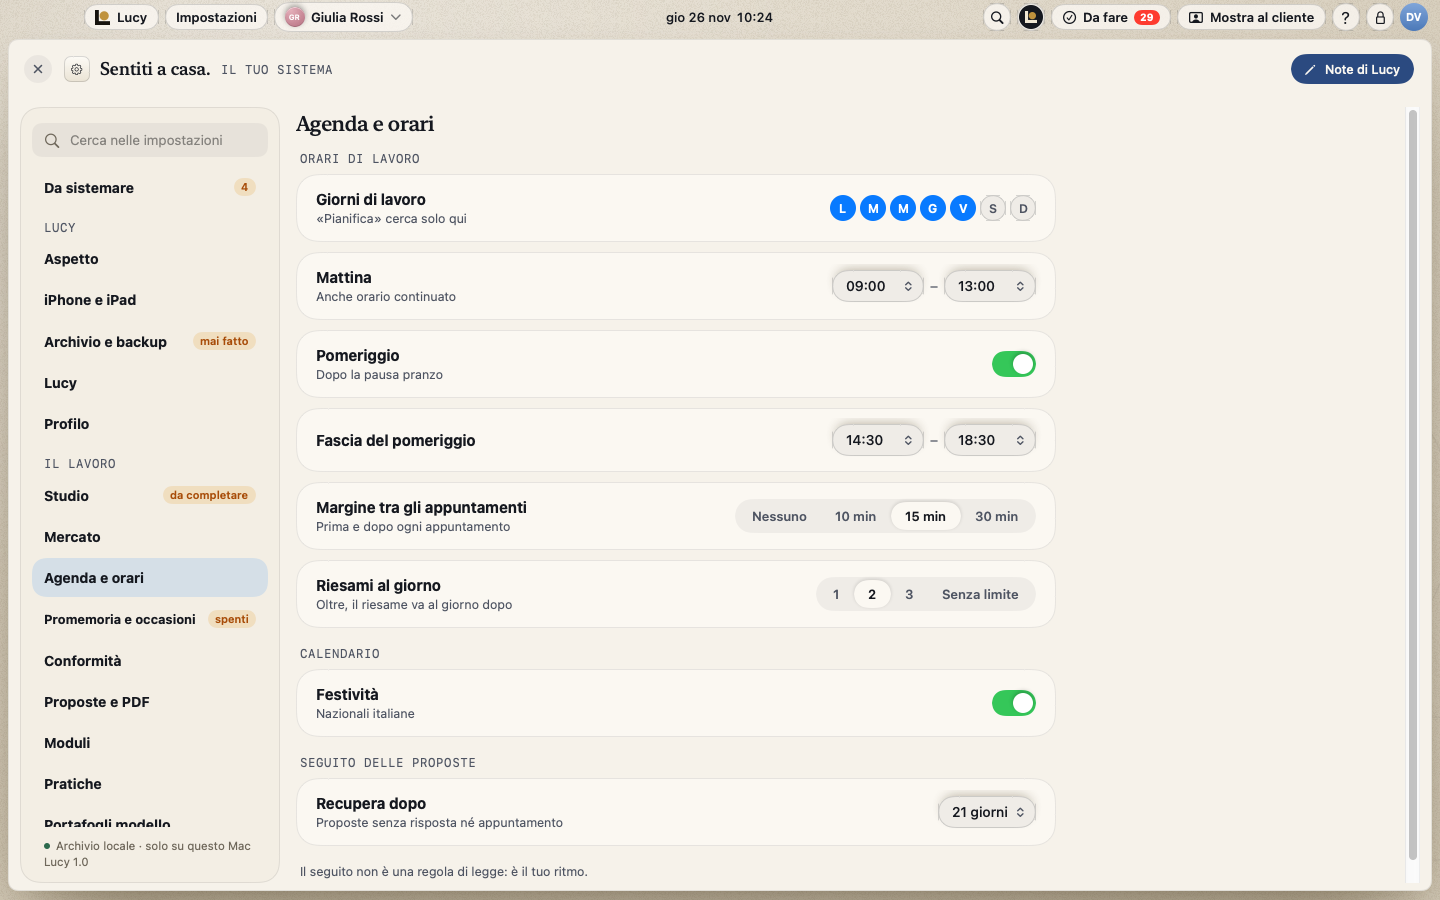 Lucy
Impostazioni
GR Giulia Rossi
gio 26 nov 10:24
Da fare 29
Mostra al cliente
?
DV
Sentiti a casa. IL TUO SISTEMA
Note di Lucy
Cerca nelle impostazioni
Da sistemare 4
LUCY
Aspetto
iPhone e iPad
Archivio e backup mai fatto
Lucy
Profilo
IL LAVORO
Studio da completare
Mercato
Agenda e orari
Promemoria e occasioni spenti
Conformità
Proposte e PDF
Moduli
Pratiche
Portafogli modello
Archivio locale · solo su questo Mac
Lucy 1.0
Agenda e orari
ORARI DI LAVORO
Giorni di lavoro
«Pianifica» cerca solo qui
L M M G V S D
Mattina
Anche orario continuato
09:00 – 13:00
Pomeriggio
Dopo la pausa pranzo
Fascia del pomeriggio
14:30 – 18:30
Margine tra gli appuntamenti
Prima e dopo ogni appuntamento
Nessuno 10 min 15 min 30 min
Riesami al giorno
Oltre, il riesame va al giorno dopo
1 2 3 Senza limite
CALENDARIO
Festività
Nazionali italiane
SEGUITO DELLE PROPOSTE
Recupera dopo
Proposte senza risposta né appuntamento
21 giorni
Il seguito non è una regola di legge: è il tuo ritmo.